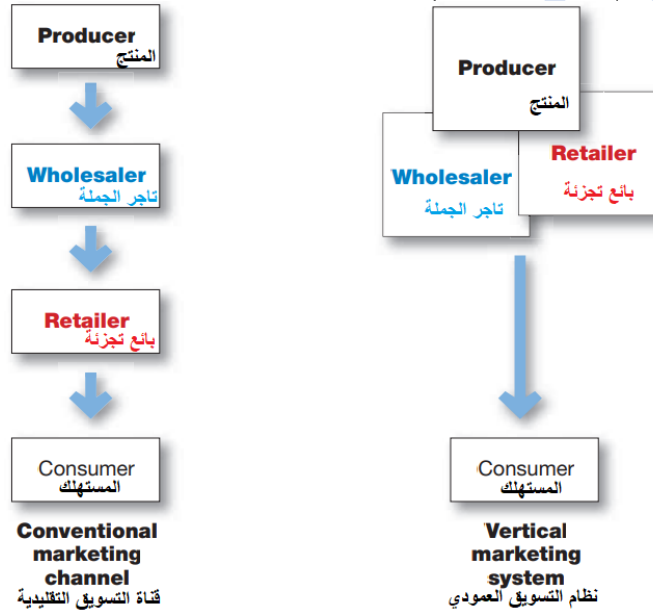 Producer
المنتج
Wholesaler
تاجر الجملة
Retailer
بائع تجزئة
Consumer
المستهلك
Conventional
marketing
channel
قناة التسويق التقليدية
Producer
المنتج
Wholesaler
تاجر الجملة
Retailer
بائع تجزئة
Consumer
المستهلك
Vertical
marketing
system
نظام التسويق العمودي